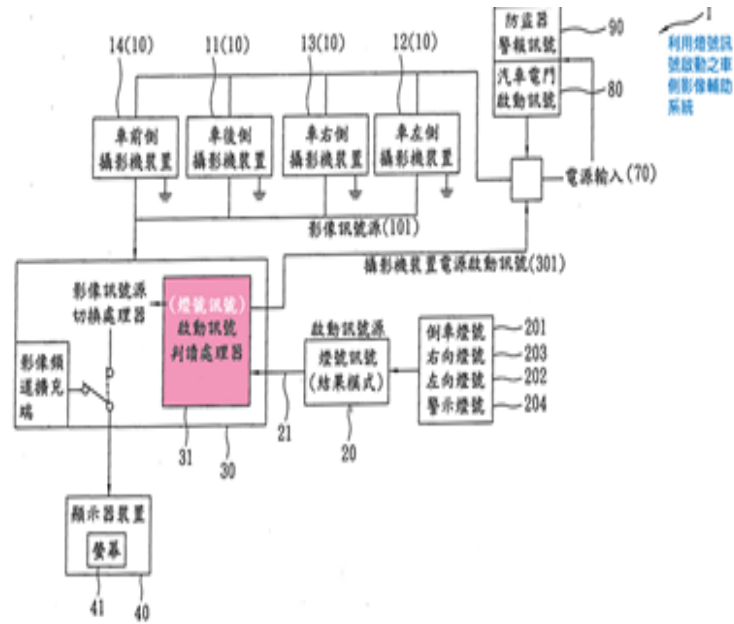 14(10)
11(10)
13(10)
12(10)
防盜器
警報訊號
90
汽車電門
啟動訊號
80
1
利用燈號訊
號啟動之車
側影像輔助
系統
車前側
攝影機裝置
車後側
攝影機裝置
車右側
攝影機裝置
車左側
攝影機裝置
電源輸入(70)
影像訊號源(101)
攝影機裝置電源啟動訊號(301)
影像訊號源
切換處理器
(燈號訊號)
啟動訊號
判讀處理器
影像頻
道擴充
端
啟動訊號源
燈號訊號
(結果模式)
倒車燈號
201
右向燈號
203
左向燈號
202
警示燈號
204
31
30
21
20
顯示器裝置
螢幕
41
40